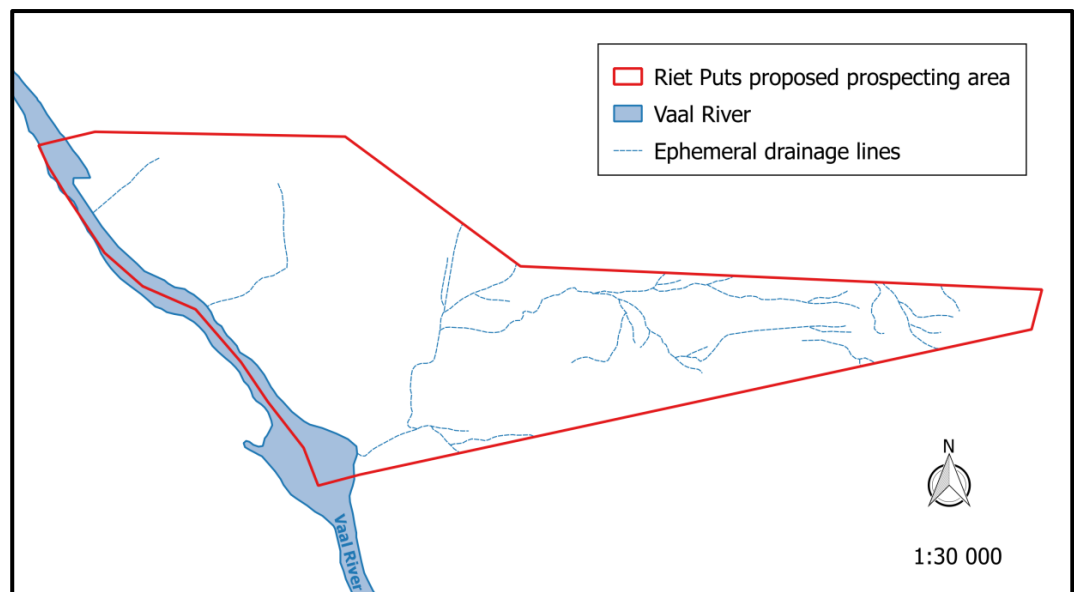 Riet Puts proposed prospecting area
Vaal River
Ephemeral drainage lines
N
1:30 000
Vaal River